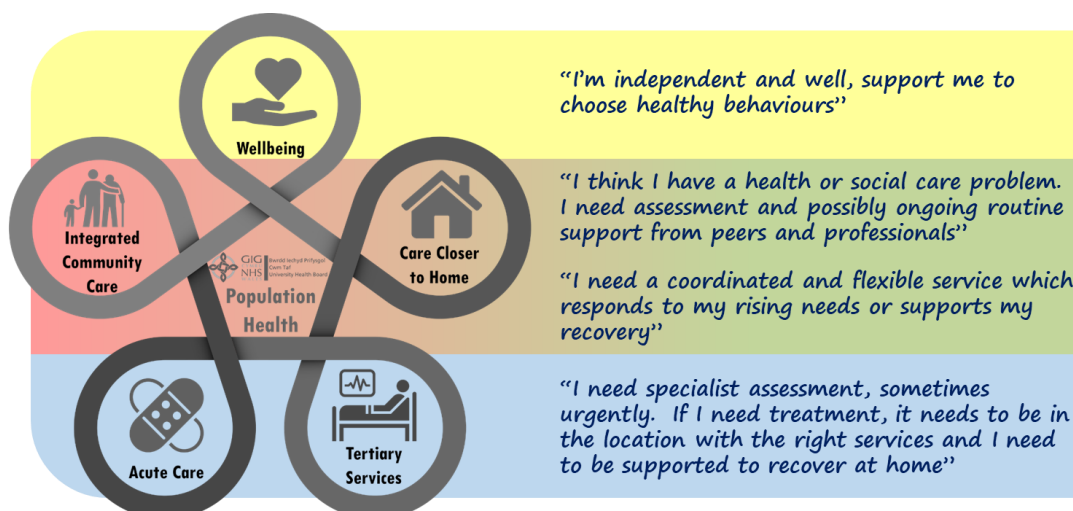 Wellbeing
“I’m independent and well, support me to
choose healthy behaviours”
Integrated
Community
Care
Care Closer
to Home
GIG
NHS
Bwrdd Iechyd Prifysgol
Cwm Taf
University Health Board
Population
Health
“I think I have a health or social care problem.
I need assessment and possibly ongoing routine
support from peers and professionals”
“I need a coordinated and flexible service which
responds to my rising needs or supports my
recovery”
Acute Care
Tertiary
Services
“I need specialist assessment, sometimes
urgently.  If I need treatment, it needs to be in
the location with the right services and I need
to be supported to recover at home”